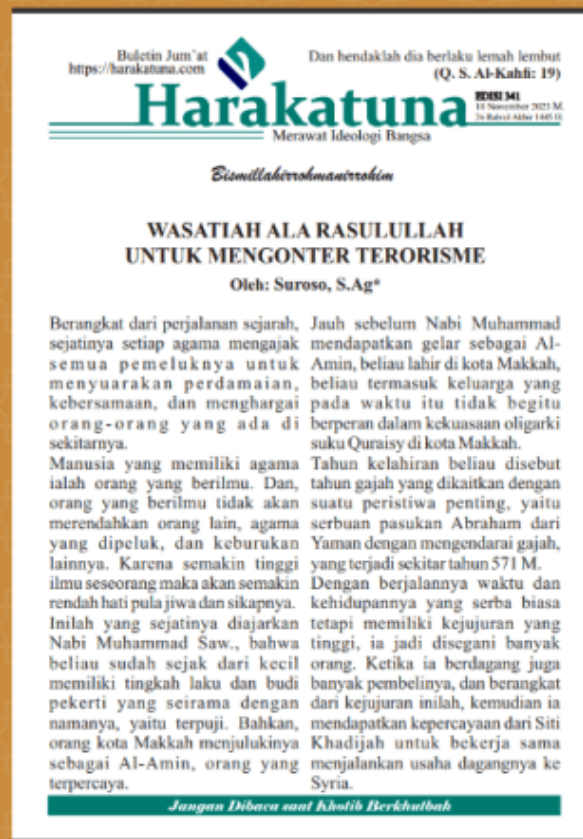 Buletin Jum'at
https://harakatuna.com
Dan hendaklah dia berlaku lemah lembut
(Q. S. Al-Kahfi: 19)
Harakatuna
EDISI 341
10 November 2023 M.
26 Rabiul Akhir 1445 H.
Merawat Ideologi Bangsa
Bismillahirrohmanirrohim
WASATIAH ALA RASULULLAH
UNTUK MENGONTER TERORISME
Oleh: Suroso, S.Ag*
Berangkat dari perjalanan sejarah,
sejatinya setiap agama mengajak
semua pemeluknya untuk
menyuarakan perdamaian,
kebersamaan, dan menghargai
orang-orang yang ada di
sekitarnya.
Manusia yang memiliki agama
ialah orang yang berilmu. Dan,
orang yang berilmu tidak akan
merendahkan orang lain, agama
yang dipeluk, dan keburukan
lainnya. Karena semakin tinggi
ilmu seseorang maka akan semakin
rendah hati pula jiwa dan sikapnya.
Inilah yang sejatinya diajarkan
Nabi Muhammad Saw., bahwa
beliau sudah sejak dari kecil
memiliki tingkah laku dan budi
pekerti yang seirama dengan
namanya, yaitu terpuji. Bahkan,
orang kota Makkah menjulukinya
sebagai Al-Amin, orang yang
terpercaya.
Jauh sebelum Nabi Muhammad
mendapatkan gelar sebagai Al-
Amin, beliau lahir di kota Makkah,
beliau termasuk keluarga yang
pada waktu itu tidak begitu
berperan dalam kekuasaan oligarki
suku Quraisy di kota Makkah.
Tahun kelahiran beliau disebut
tahun gajah yang dikaitkan dengan
suatu peristiwa penting, yaitu
serbuan pasukan Abraham dari
Yaman dengan mengendarai gajah,
yang terjadi sekitar tahun 571 M.
Dengan berjalannya waktu dan
kehidupannya yang serba biasa
tetapi memiliki kejujuran yang
tinggi, ia jadi disegani banyak
orang. Ketika ia berdagang juga
banyak pembelinya, dan berangkat
dari kejujuran inilah, kemudian ia
mendapatkan kepercayaan dari Siti
Khadijah untuk bekerja sama
menjalankan usaha dagangnya ke
Syria.
Jangan Dibaca saat Khotib Berkhutbah